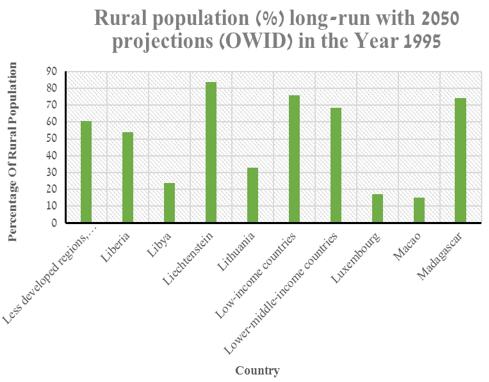 Rural population (%) long-run with 2050
projections (OWID) in the Year 1995
Percentage Of Rural Population
90
80
70
60
50
40
30
20
10
0
Less developed regions,…
Liberia
Libya
Liechtenstein
Lithuania
Low-income countries
Lower-middle-income countries
Luxembourg
Macao
Madagascar
Country